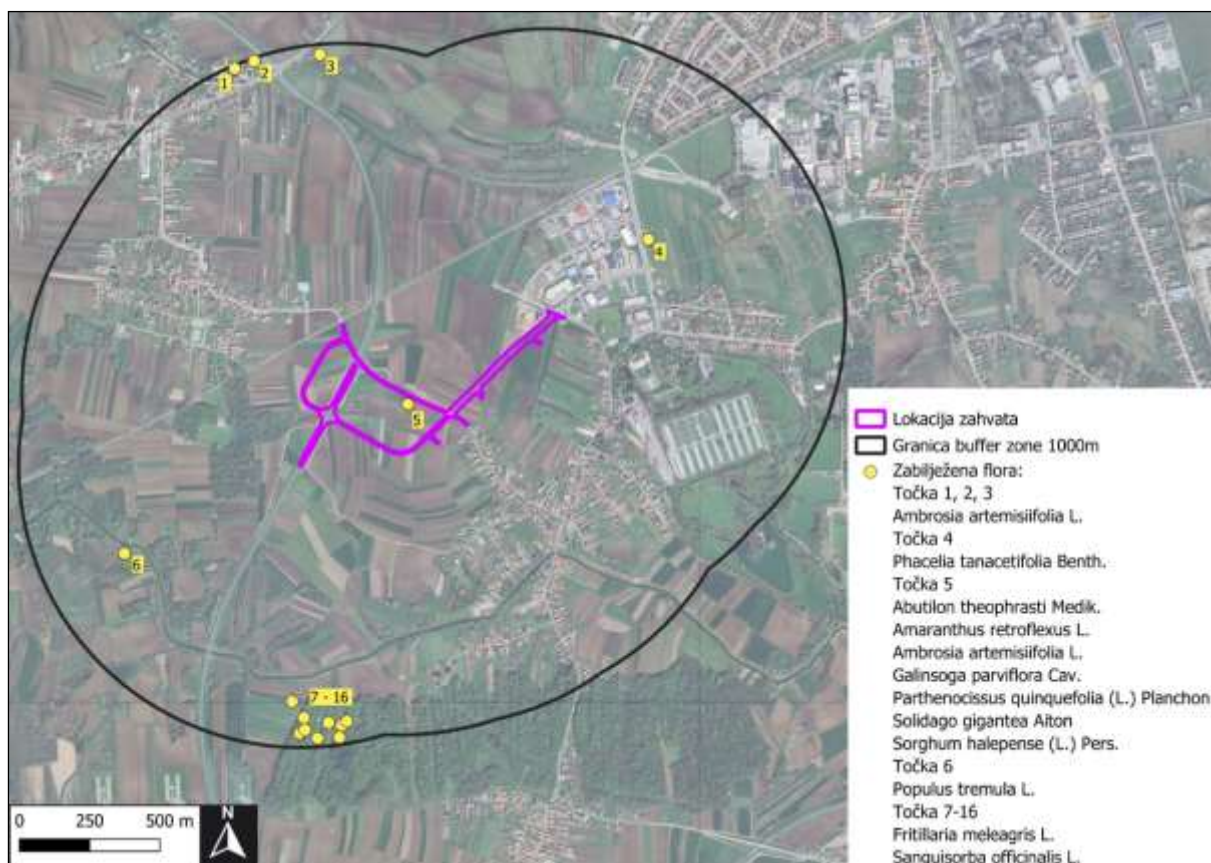 1
2
3
4
5
6
7 - 16
Lokacija zahvata
Granica buffer zone 1000m
Zabilježena flora:
Točka 1, 2, 3
Ambrosia artemisiifolia L.
Točka 4
Phacelia tanacetifolia Benth.
Točka 5
Abutilon theophrasti Medik.
Amaranthus retroflexus L.
Ambrosia artemisiifolia L.
Galinsoga parviflora Cav.
Parthenocissus quinquefolia (L.) Planchon
Solidago gigantea Aiton
Sorghum halepense (L.) Pers.
Točka 6
Populus tremula L.
Točka 7-16
Fritillaria meleagris L.
Sanguisorba officinalis L.
0 250 500 m
N